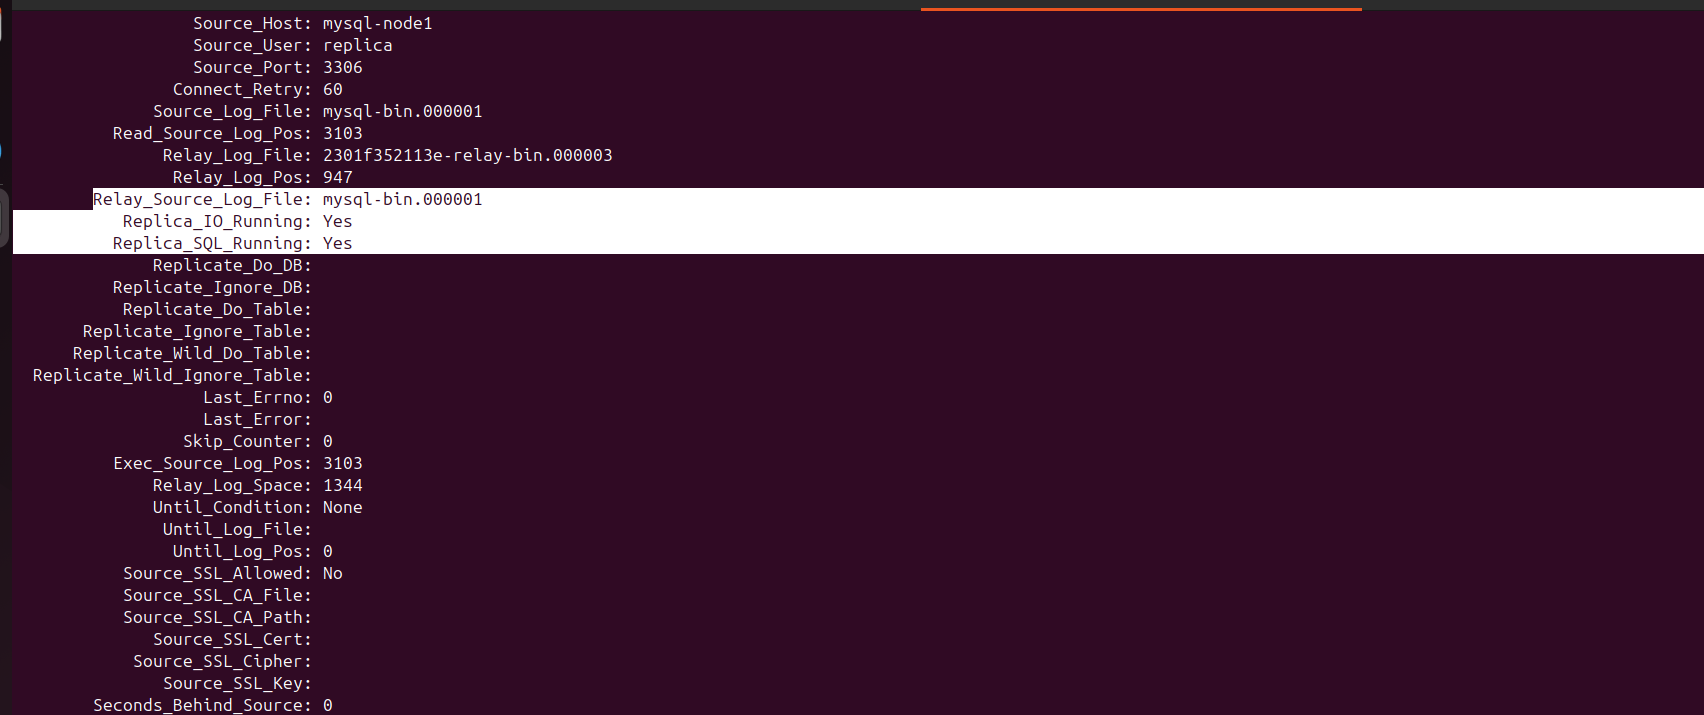 Source_Host: mysql-node1
Source_User: replica
Source_Port: 3306
Connect_Retry: 60
Source_Log_File: mysql-bin.000001
Read_Source_Log_Pos: 3103
Relay_Log_File: 2301f352113e-relay-bin.000003
Relay_Log_Pos: 947
Relay_Source_Log_File: mysql-bin.000001
Replica_IO_Running: Yes
Replica_SQL_Running: Yes
Replicate_Do_DB:
Replicate_Ignore_DB:
Replicate_Do_Table:
Replicate_Ignore_Table:
Replicate_Wild_Do_Table:
Replicate_Wild_Ignore_Table:
Last_Errno: 0
Last_Error:
Skip_Counter: 0
Exec_Source_Log_Pos: 3103
Relay_Log_Space: 1344
Until_Condition: None
Until_Log_File:
Until_Log_Pos: 0
Source_SSL_Allowed: No
Source_SSL_CA_File:
Source_SSL_CA_Path:
Source_SSL_Cert:
Source_SSL_Cipher:
Source_SSL_Key:
Seconds_Behind_Source: 0